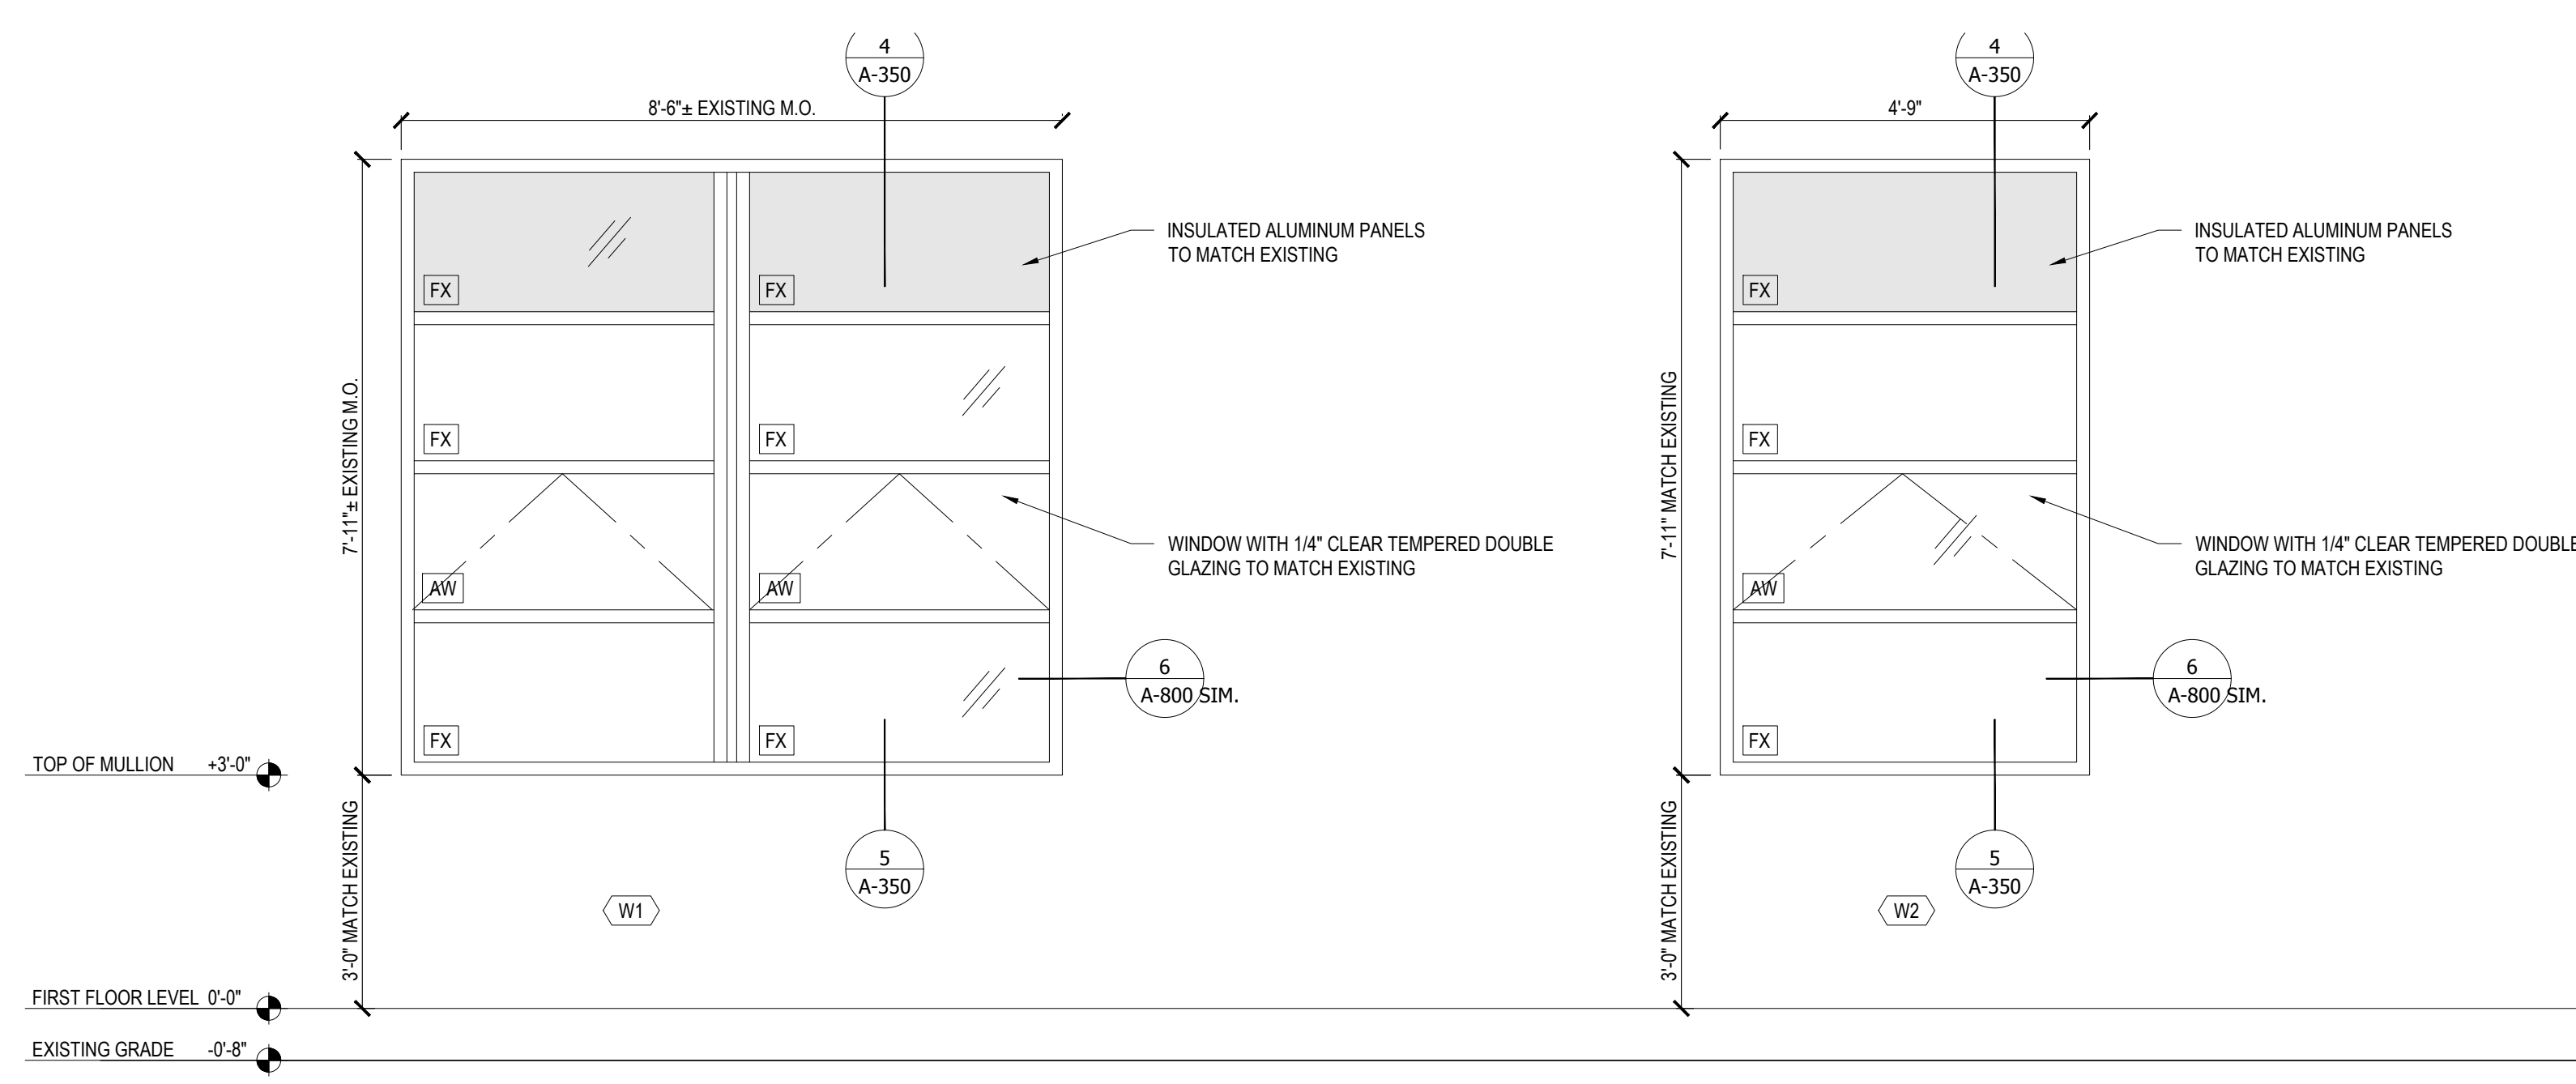 4
A-350
8'-6"± EXISTING M.O.
7'-11"± EXISTING M.O.
FX
FX
INSULATED ALUMINUM PANELS
TO MATCH EXISTING
FX
FX
AW
AW
WINDOW WITH 1/4" CLEAR TEMPERED DOUBLE
GLAZING TO MATCH EXISTING
FX
FX
6
A-800 SIM.
TOP OF MULLION +3'-0"
3'-0" MATCH EXISTING
5
A-350
W1
FIRST FLOOR LEVEL 0'-0"
EXISTING GRADE -0'-8"
4
A-350
4'-9"
7'-11" MATCH EXISTING
FX
INSULATED ALUMINUM PANELS
TO MATCH EXISTING
FX
AW
WINDOW WITH 1/4" CLEAR TEMPERED DOUBLE
GLAZING TO MATCH EXISTING
FX
6
A-800 SIM.
3'-0" MATCH EXISTING
5
A-350
W2